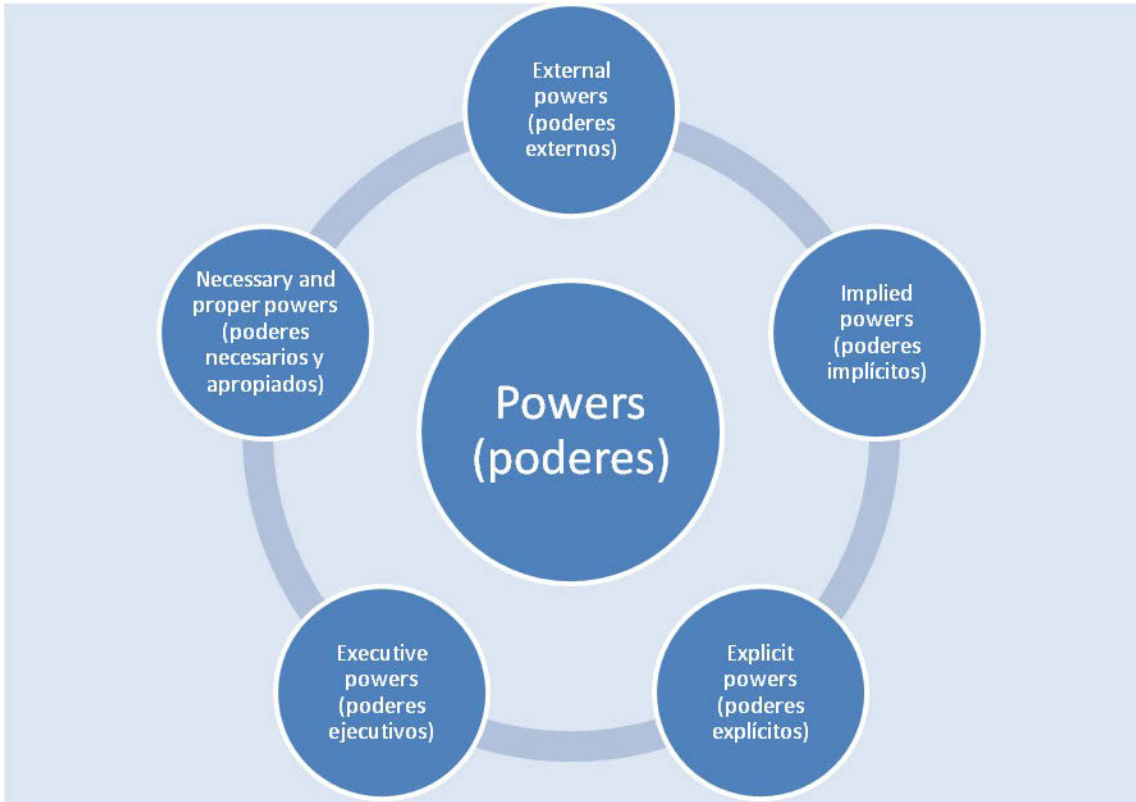 External
powers
(poderes
externos)
Necessary and
proper powers
(poderes
necesarios y
apropiados)
Implied
powers
(poderes
implícitos)
Powers
(poderes)
Executive
powers
(poderes
ejecutivos)
Explicit
powers
(poderes
explícitos)